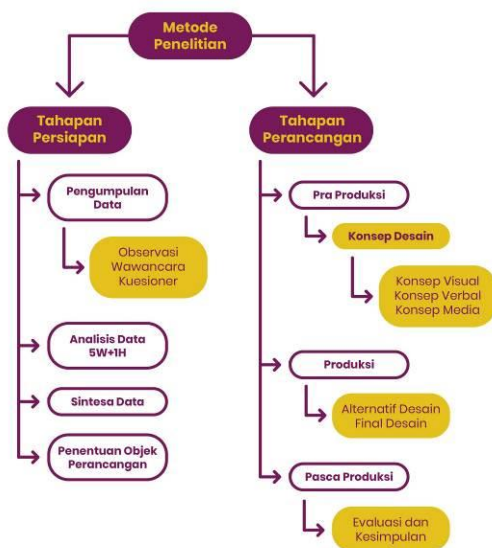 Metode
Penelitian
Tahapan
Persiapan
Pengumpulan
Data
Observasi
Wawancara
Kuesioner
Analisis Data
5W+1H
Sintesa Data
Penentuan Objek
Perancangan
Tahapan
Perancangan
Pra Produksi
Konsep Desain
Konsep Visual
Konsep Verbal
Konsep Media
Produksi
Alternatif Desain
Final Desain
Pasca Produksi
Evaluasi dan
Kesimpulan